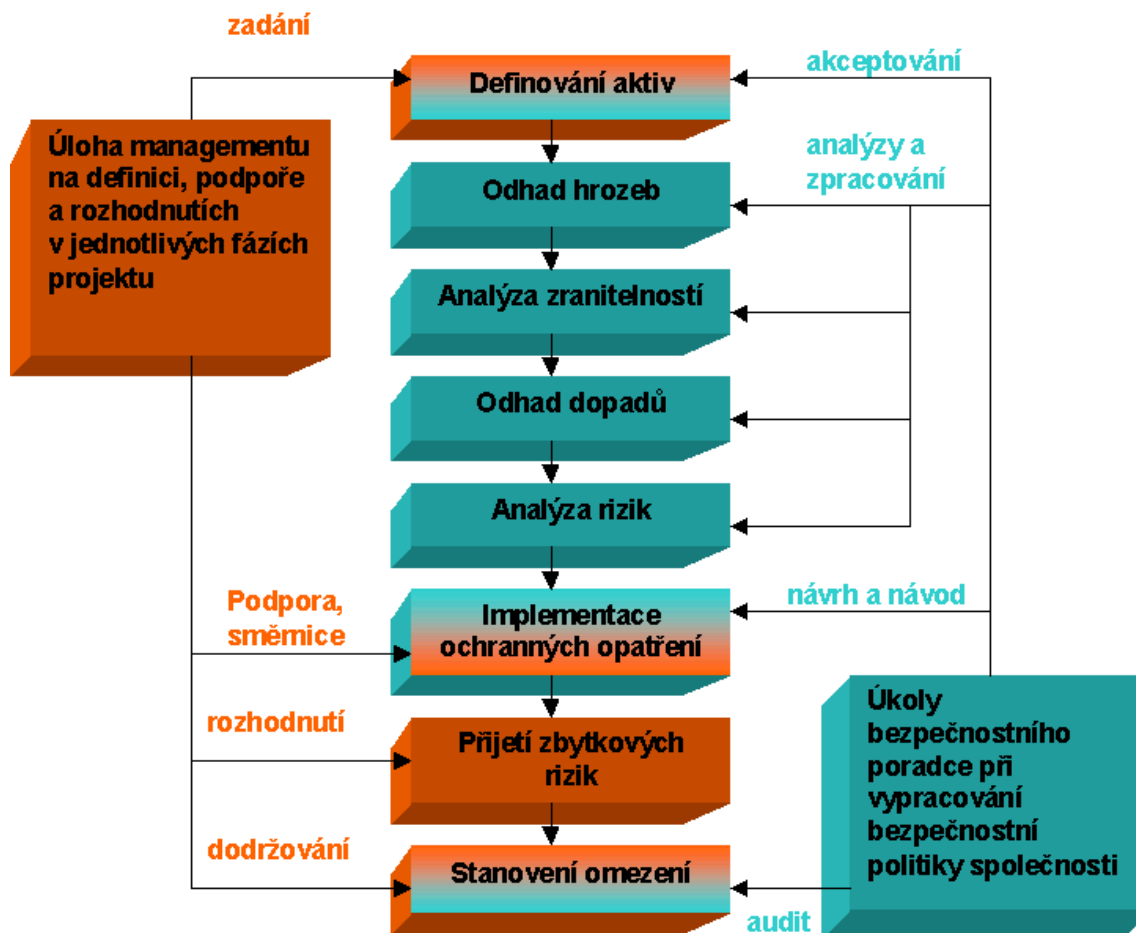 zadání
Definování aktiv
akceptování
Úloha managementu
na definici, podpoře
a rozhodnutích
v jednotlivých fázích
projektu
analýzy a
zpracování
Odhad hrozeb
Analýza zranitelností
Odhad dopadů
Analýza rizik
Podpora,
směrnice
Implementace
ochranných opatření
návrh a návod
rozhodnutí
Přijetí zbytkových
rizik
Úkoly
bezpečnostního
poradce při
vypracování
bezpečnostní
politiky společnosti
dodržování
Stanovení omezení
audit